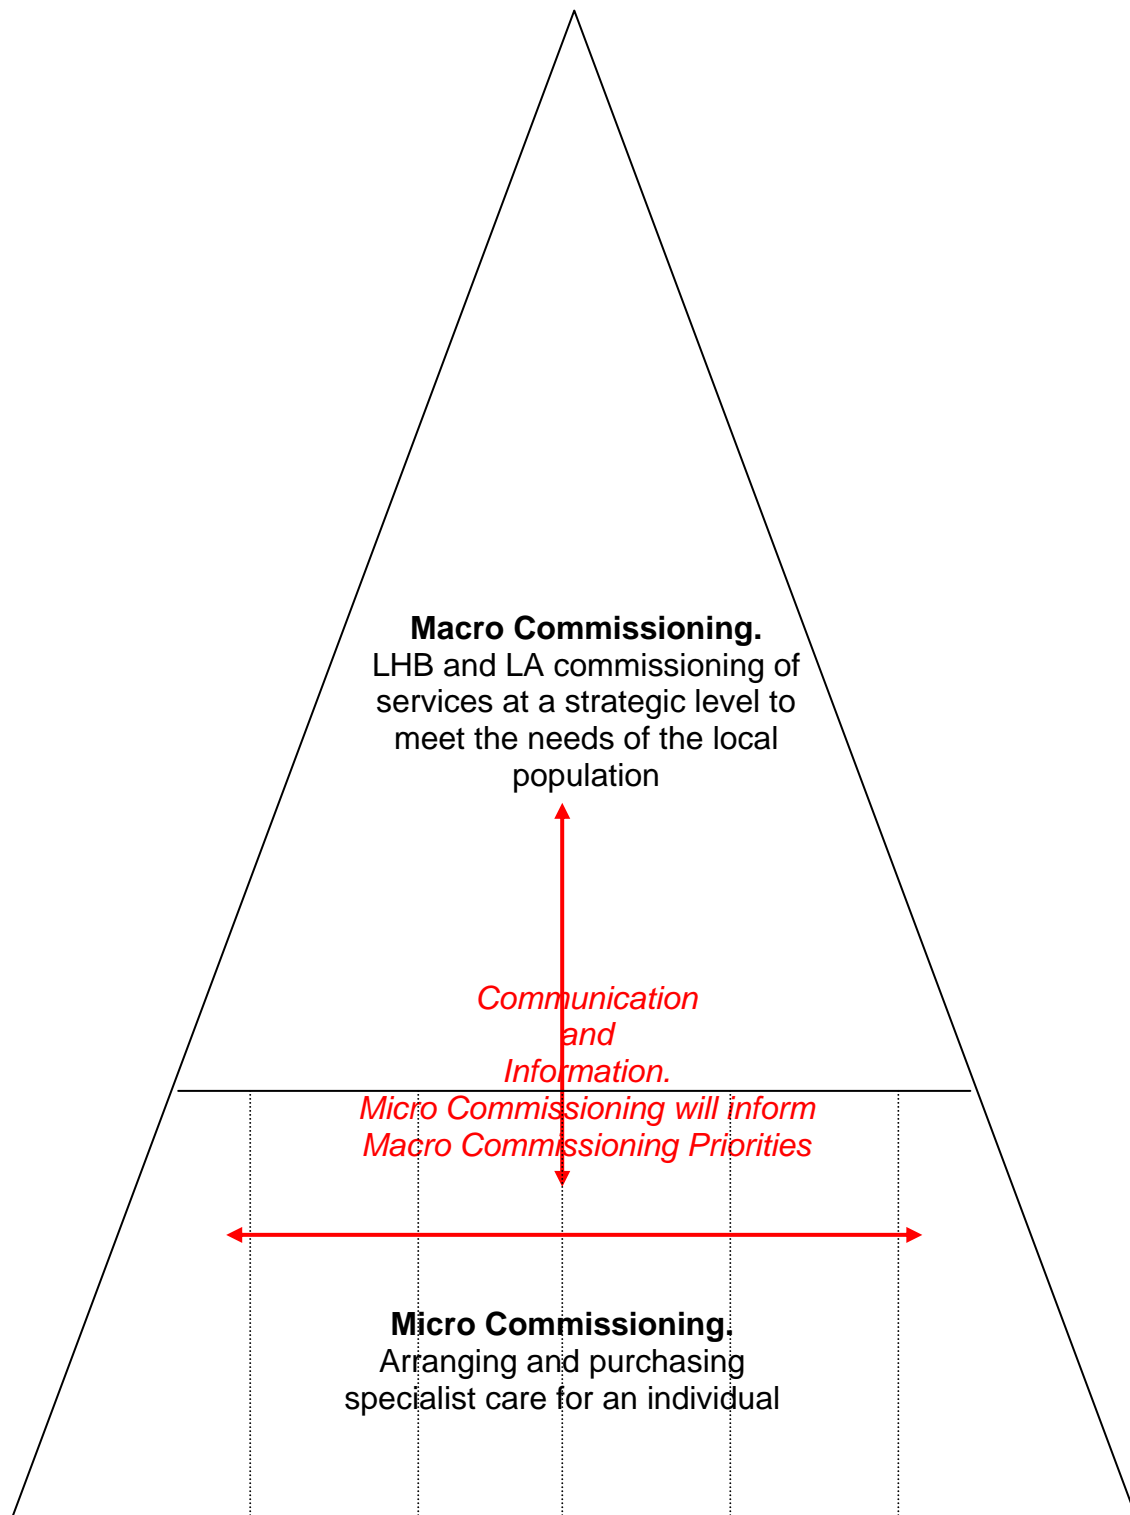 Macro Commissioning.
LHB and LA commissioning of
services at a strategic level to
meet the needs of the local
population
Communication
and
Information.
Micro Commissioning will inform
Macro Commissioning Priorities
Micro Commissioning.
Arranging and purchasing
specialist care for an individual